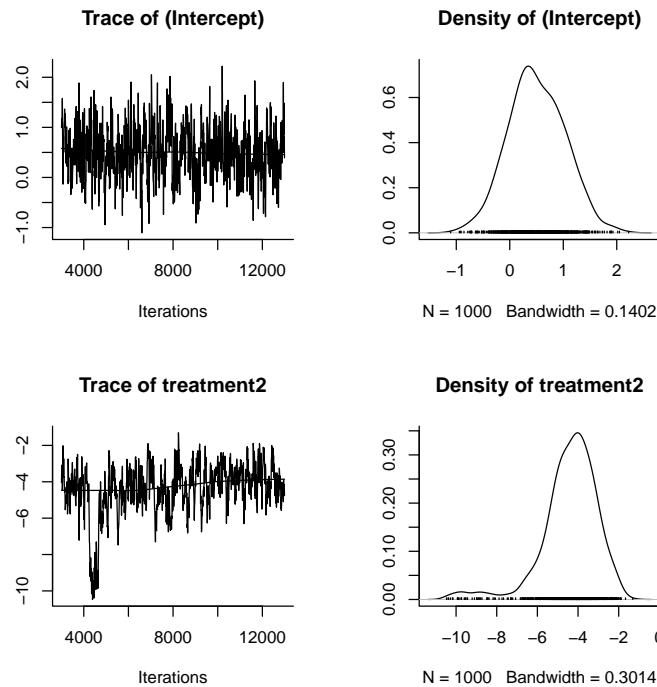 Trace of (Intercept)
Density of (Intercept)
2.0
1.0
0.0
−1.0
4000 8000 12000
Iterations
0.6
0.4
0.2
0.0
−1 0 1 2
N = 1000 Bandwidth = 0.1402
Trace of treatment2
Density of treatment2
−2
−4
−6
−10
4000 8000 12000
Iterations
0.30
0.20
0.10
0.00
−10 −8 −6 −4 −2
N = 1000 Bandwidth = 0.3014